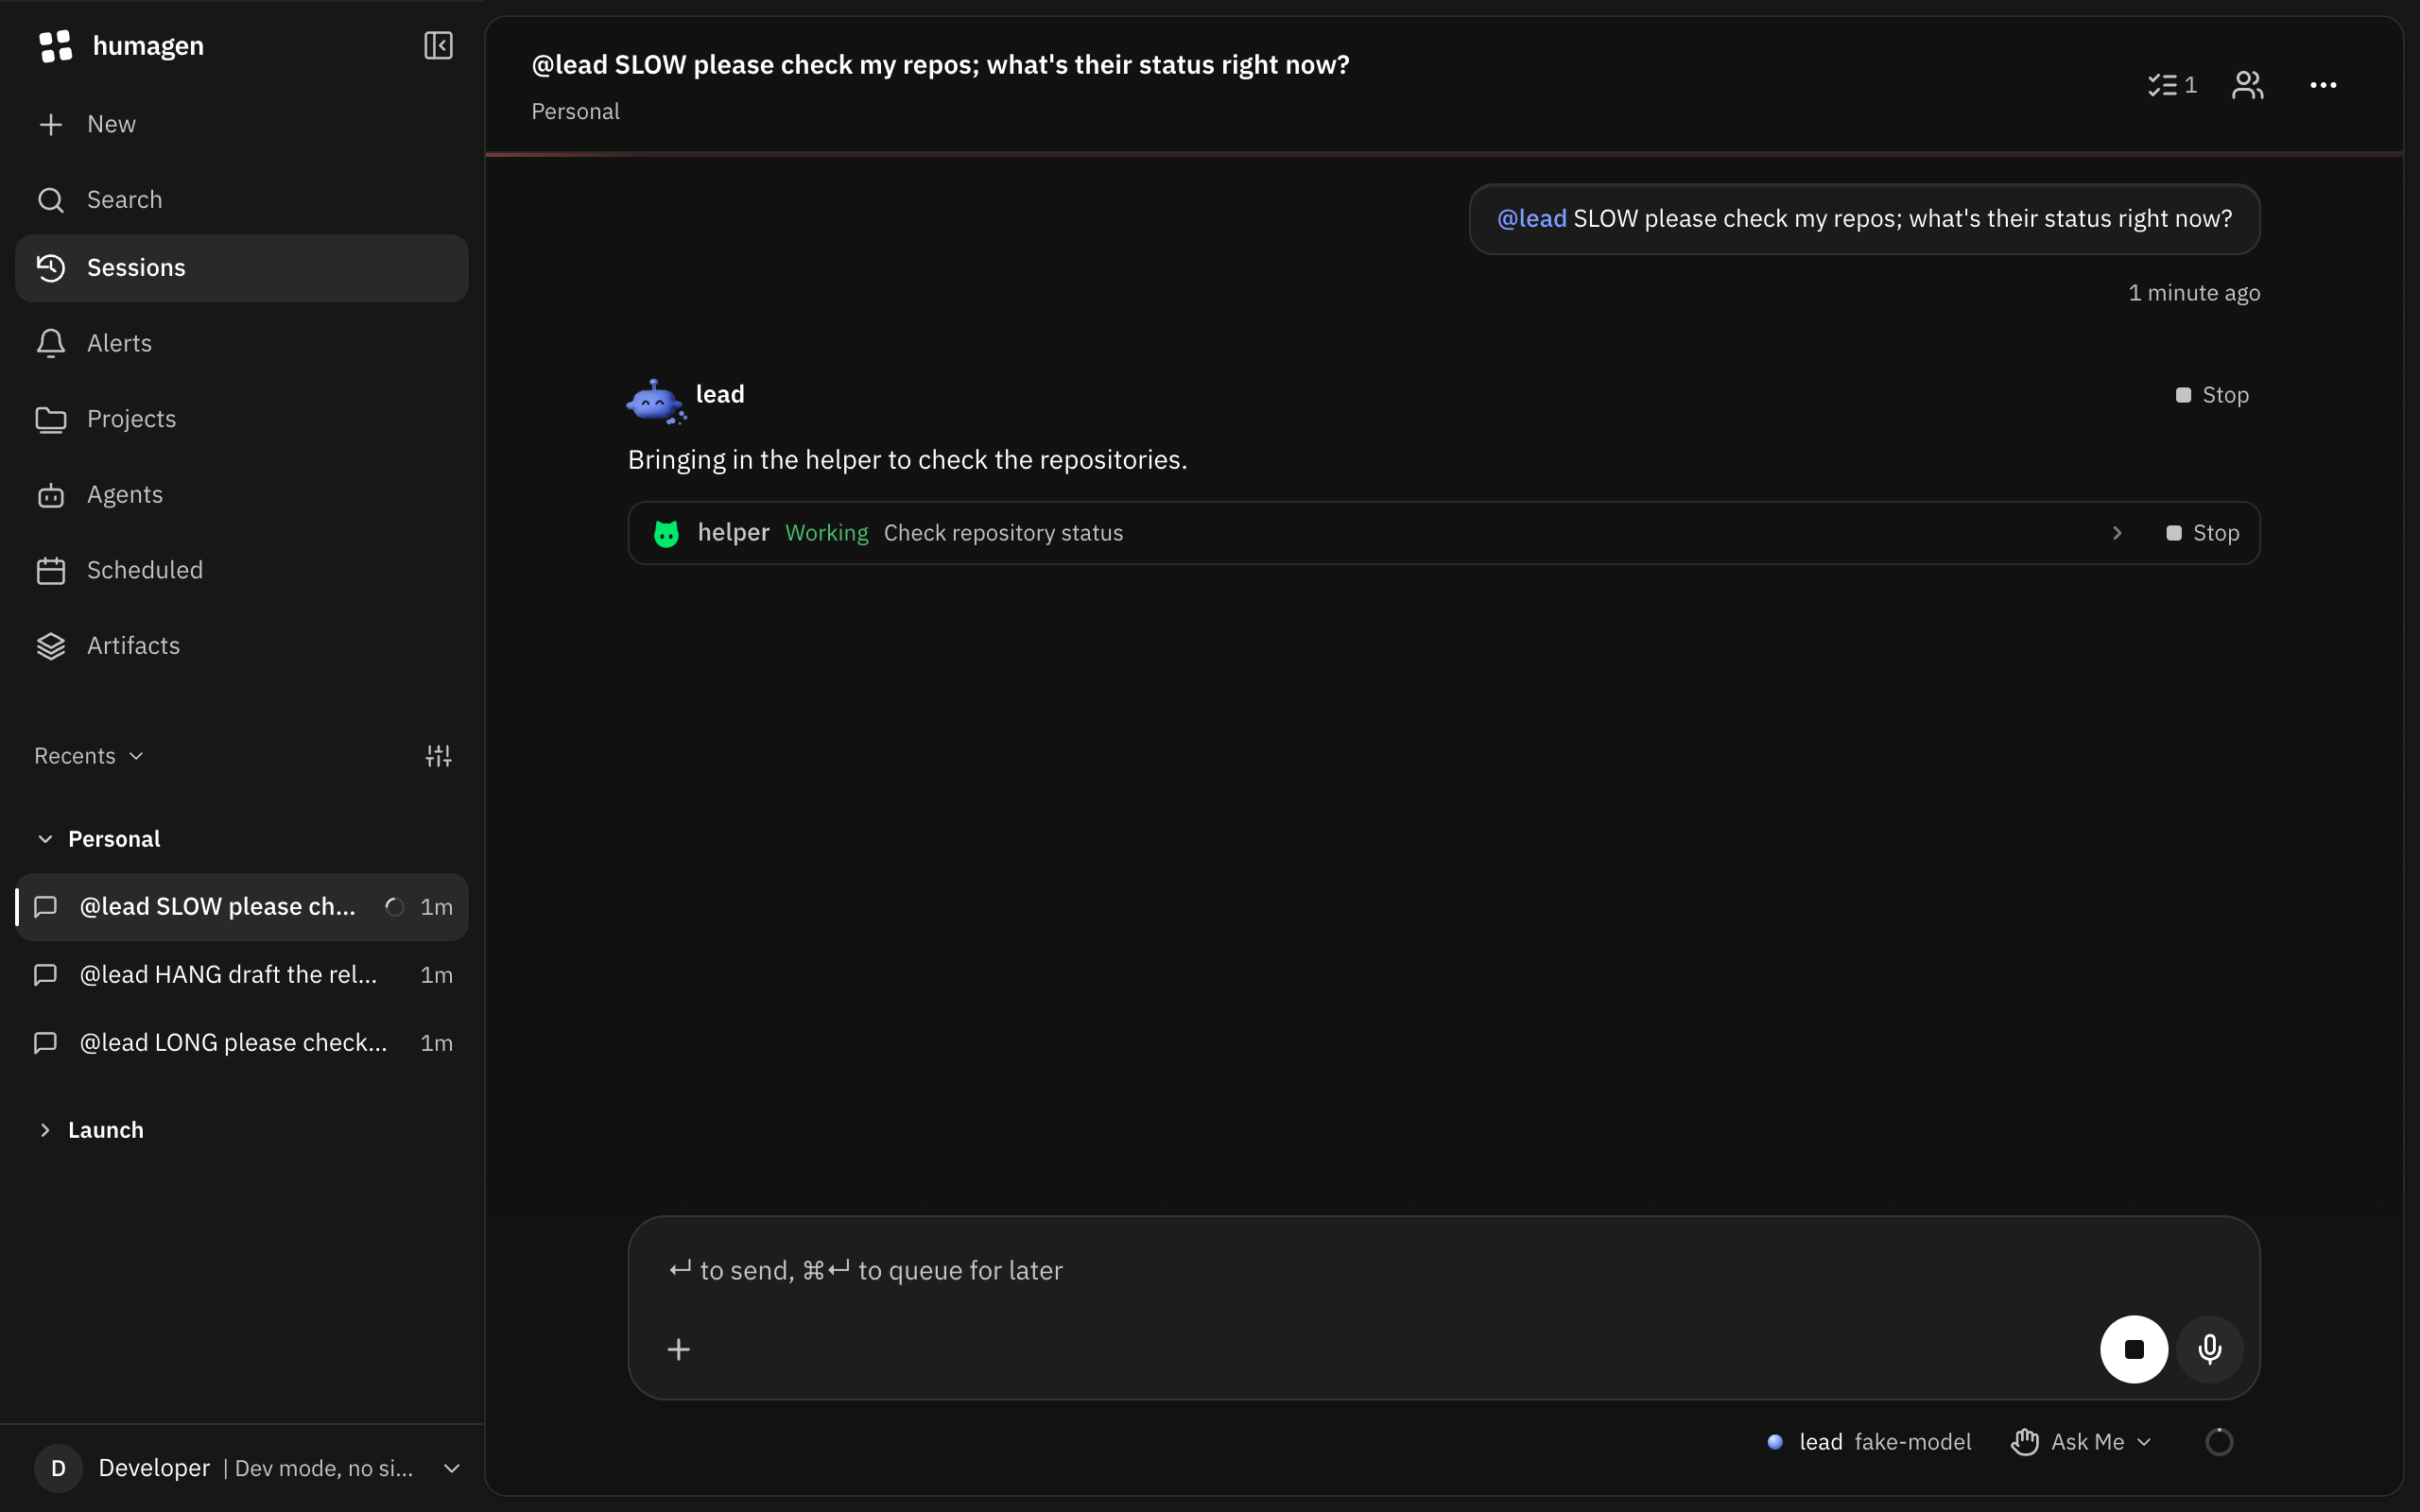 humagen
New
Search
Sessions
Alerts
Projects
Agents
Scheduled
Artifacts
Recents
Personal
@lead SLOW please ch... 1m
@lead HANG draft the rel... 1m
@lead LONG please check... 1m
Launch
D Developer | Dev mode, no si...
@lead SLOW please check my repos; what's their status right now?
Personal
1
@lead SLOW please check my repos; what's their status right now?
1 minute ago
lead Stop
Bringing in the helper to check the repositories.
helper Working Check repository status Stop
↵ to send, ⌘↵ to queue for later
lead fake-model Ask Me